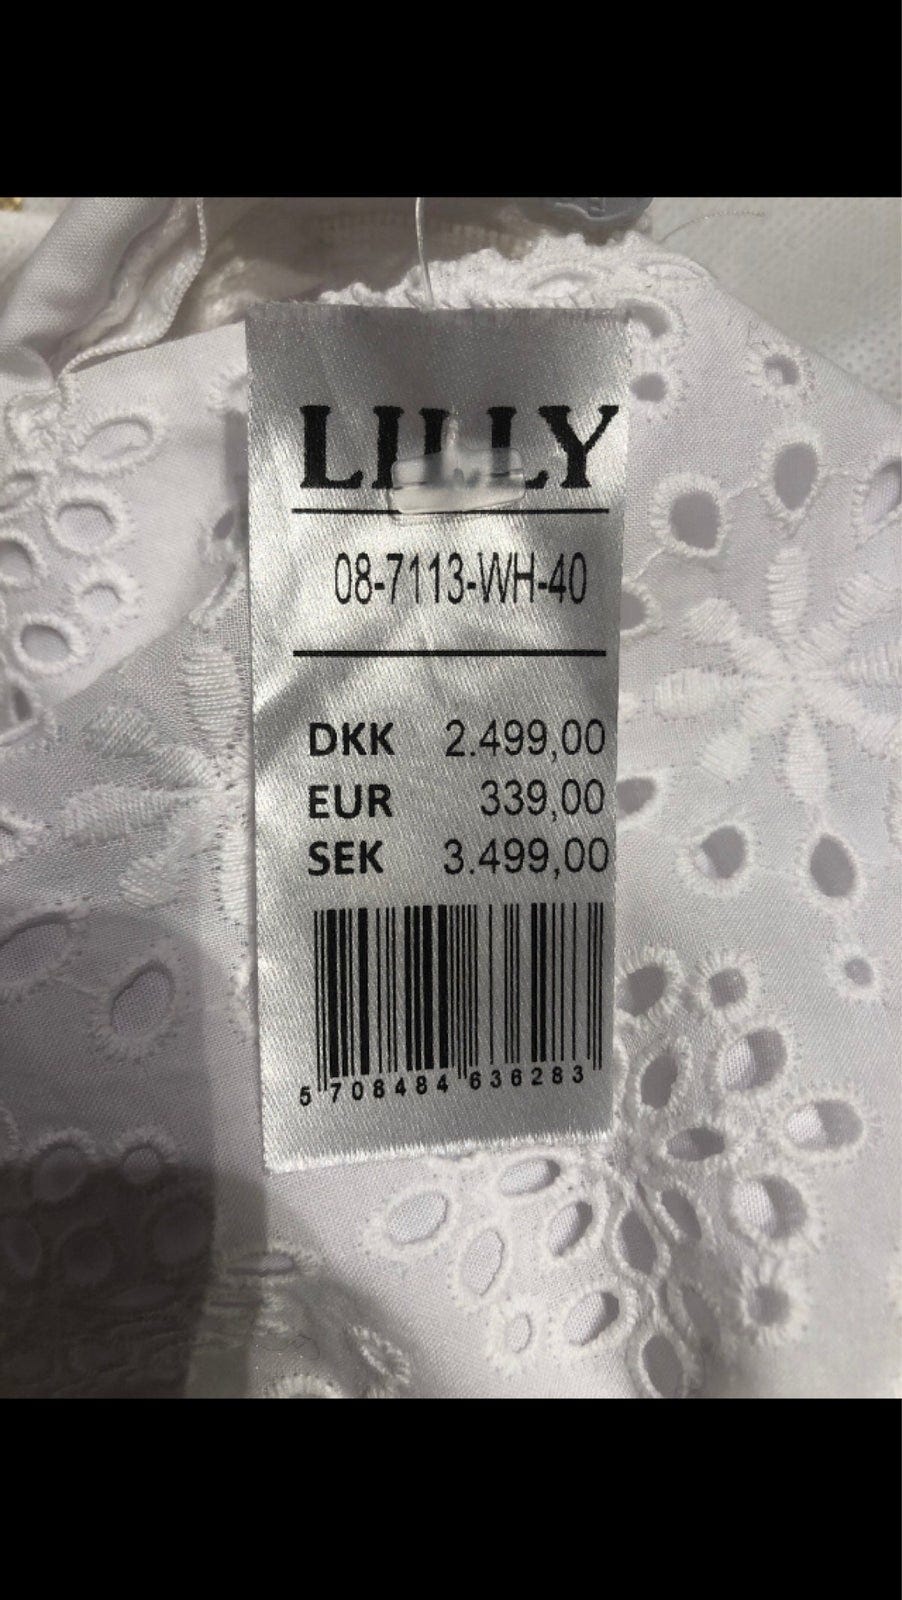 LILLY
08-7113-WH-40
DKK 2.499,00
EUR 339,00
SEK 3.499,00
5 708484 636283